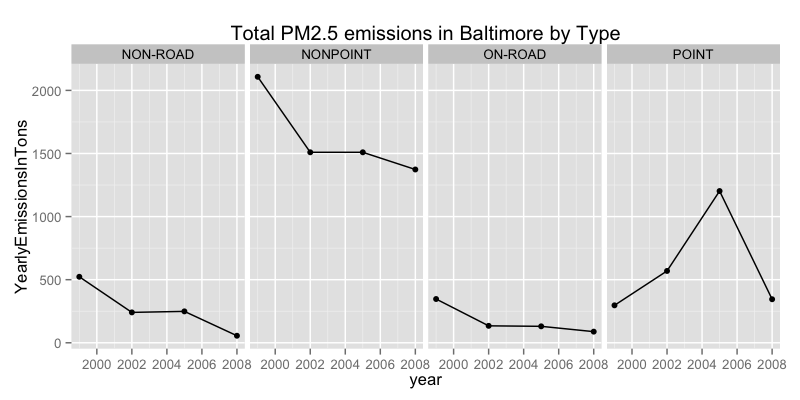 Total PM2.5 emissions in Baltimore by Type
NON-ROAD NONPOINT ON-ROAD POINT
YearlyEmissionsInTons
2000
1500
1000
500
0
2000 2002 2004 2006 2008 2000 2002 2004 2006 2008 2000 2002 2004 2006 2008 2000 2002 2004 2006 2008
year